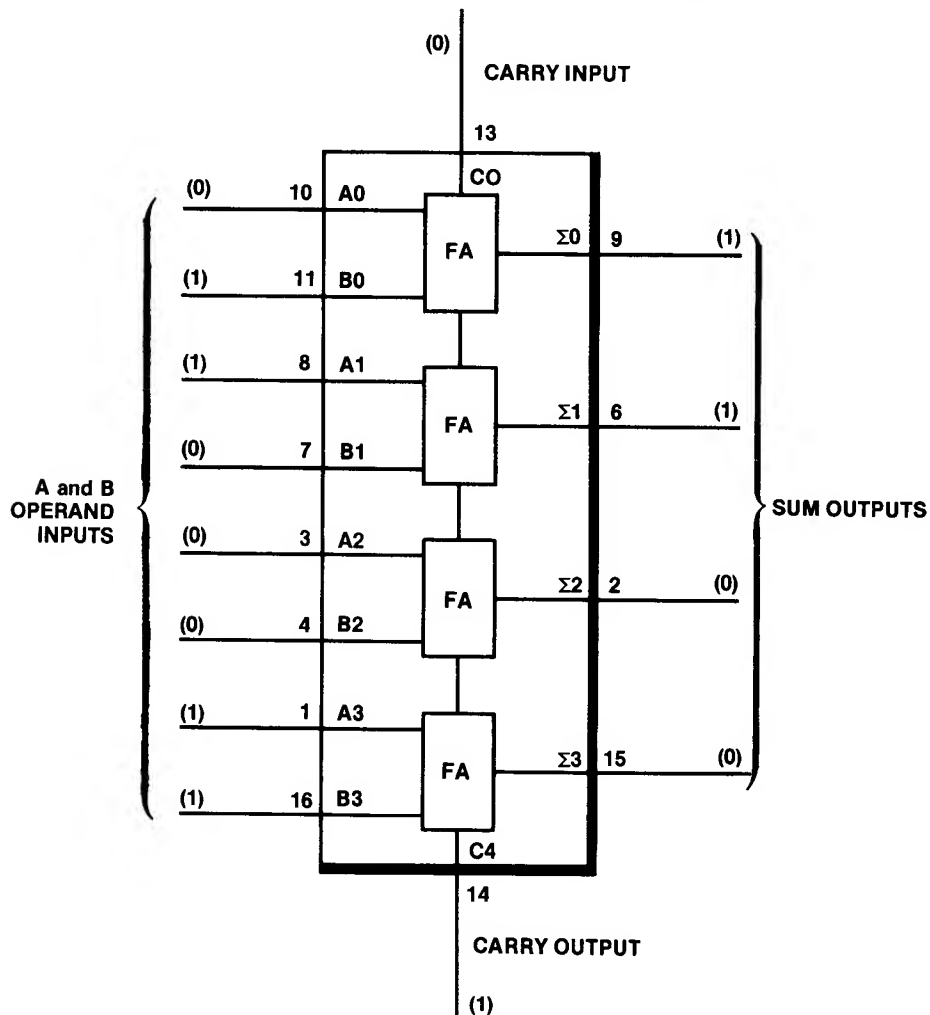 (0)
CARRY INPUT
13
CO
(0) 10 A0
FA
Σ0 9 (1)
(1) 11 B0
(1) 8 A1
FA
Σ1 6 (1)
(0) 7 B1
A and B
OPERAND
INPUTS
SUM OUTPUTS
(0) 3 A2
FA
Σ2 2 (0)
(0) 4 B2
(1) 1 A3
FA
Σ3 15 (0)
(1) 16 B3
C4
14
CARRY OUTPUT
(1)